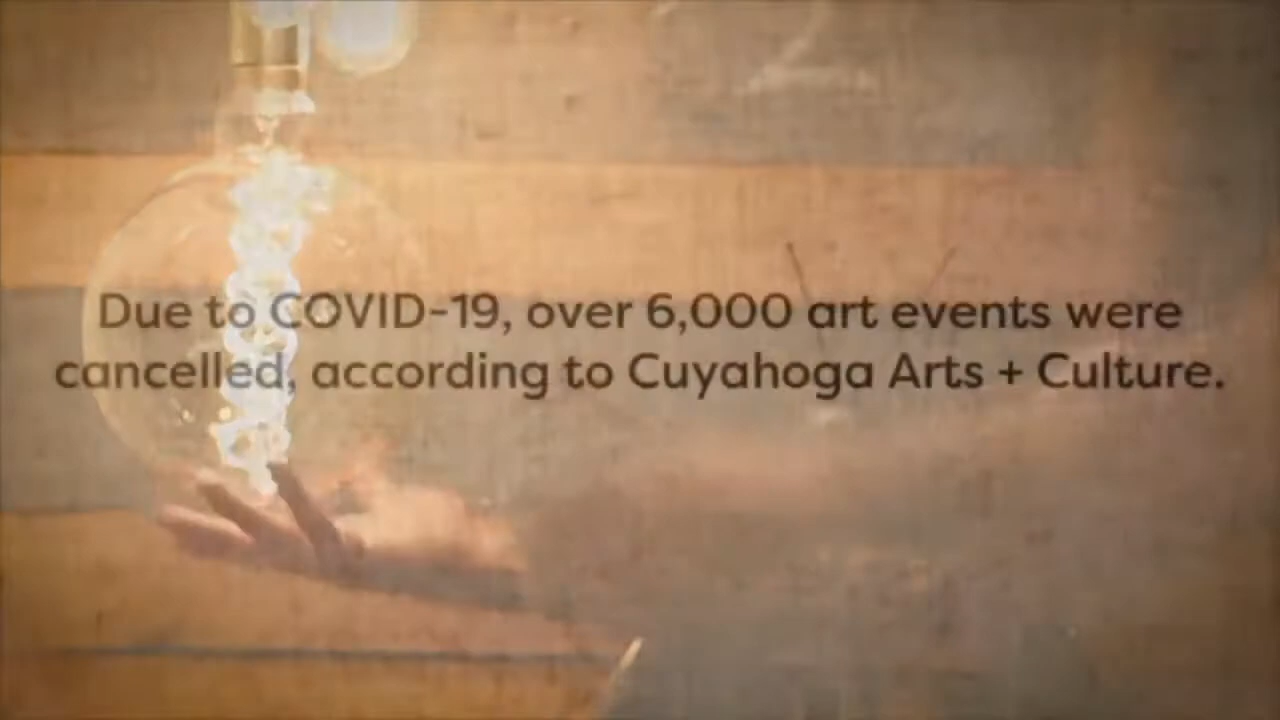 Due to COVID-19, over 6,000 art events were
cancelled, according to Cuyahoga Arts + Culture.